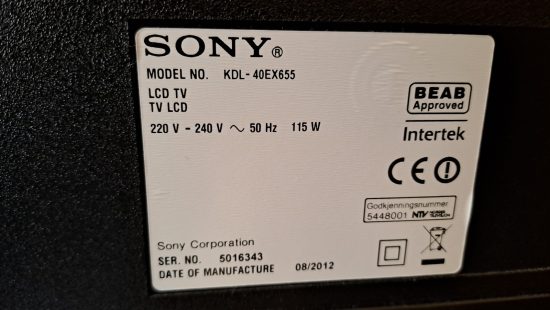 SONY®
MODEL NO. KDL-40EX655
LCD TV
TV LCD
220 V - 240 V ～ 50 Hz 115 W
BEAB
Approved
Intertek
CE
Godkjenningsnummer
5448001 NTV
Sony Corporation
SER. NO. 5016343
DATE OF MANUFACTURE 08/2012